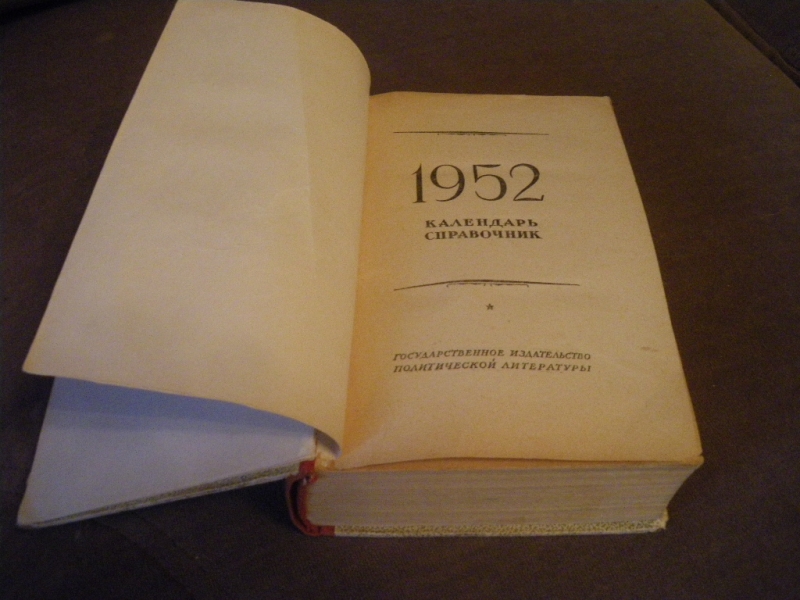 1952
КАЛЕНДАРЬ
СПРАВОЧНИК
*
ГОСУДАРСТВЕННОЕ ИЗДАТЕЛЬСТВО
ПОЛИТИЧЕСКОЙ ЛИТЕРАТУРЫ